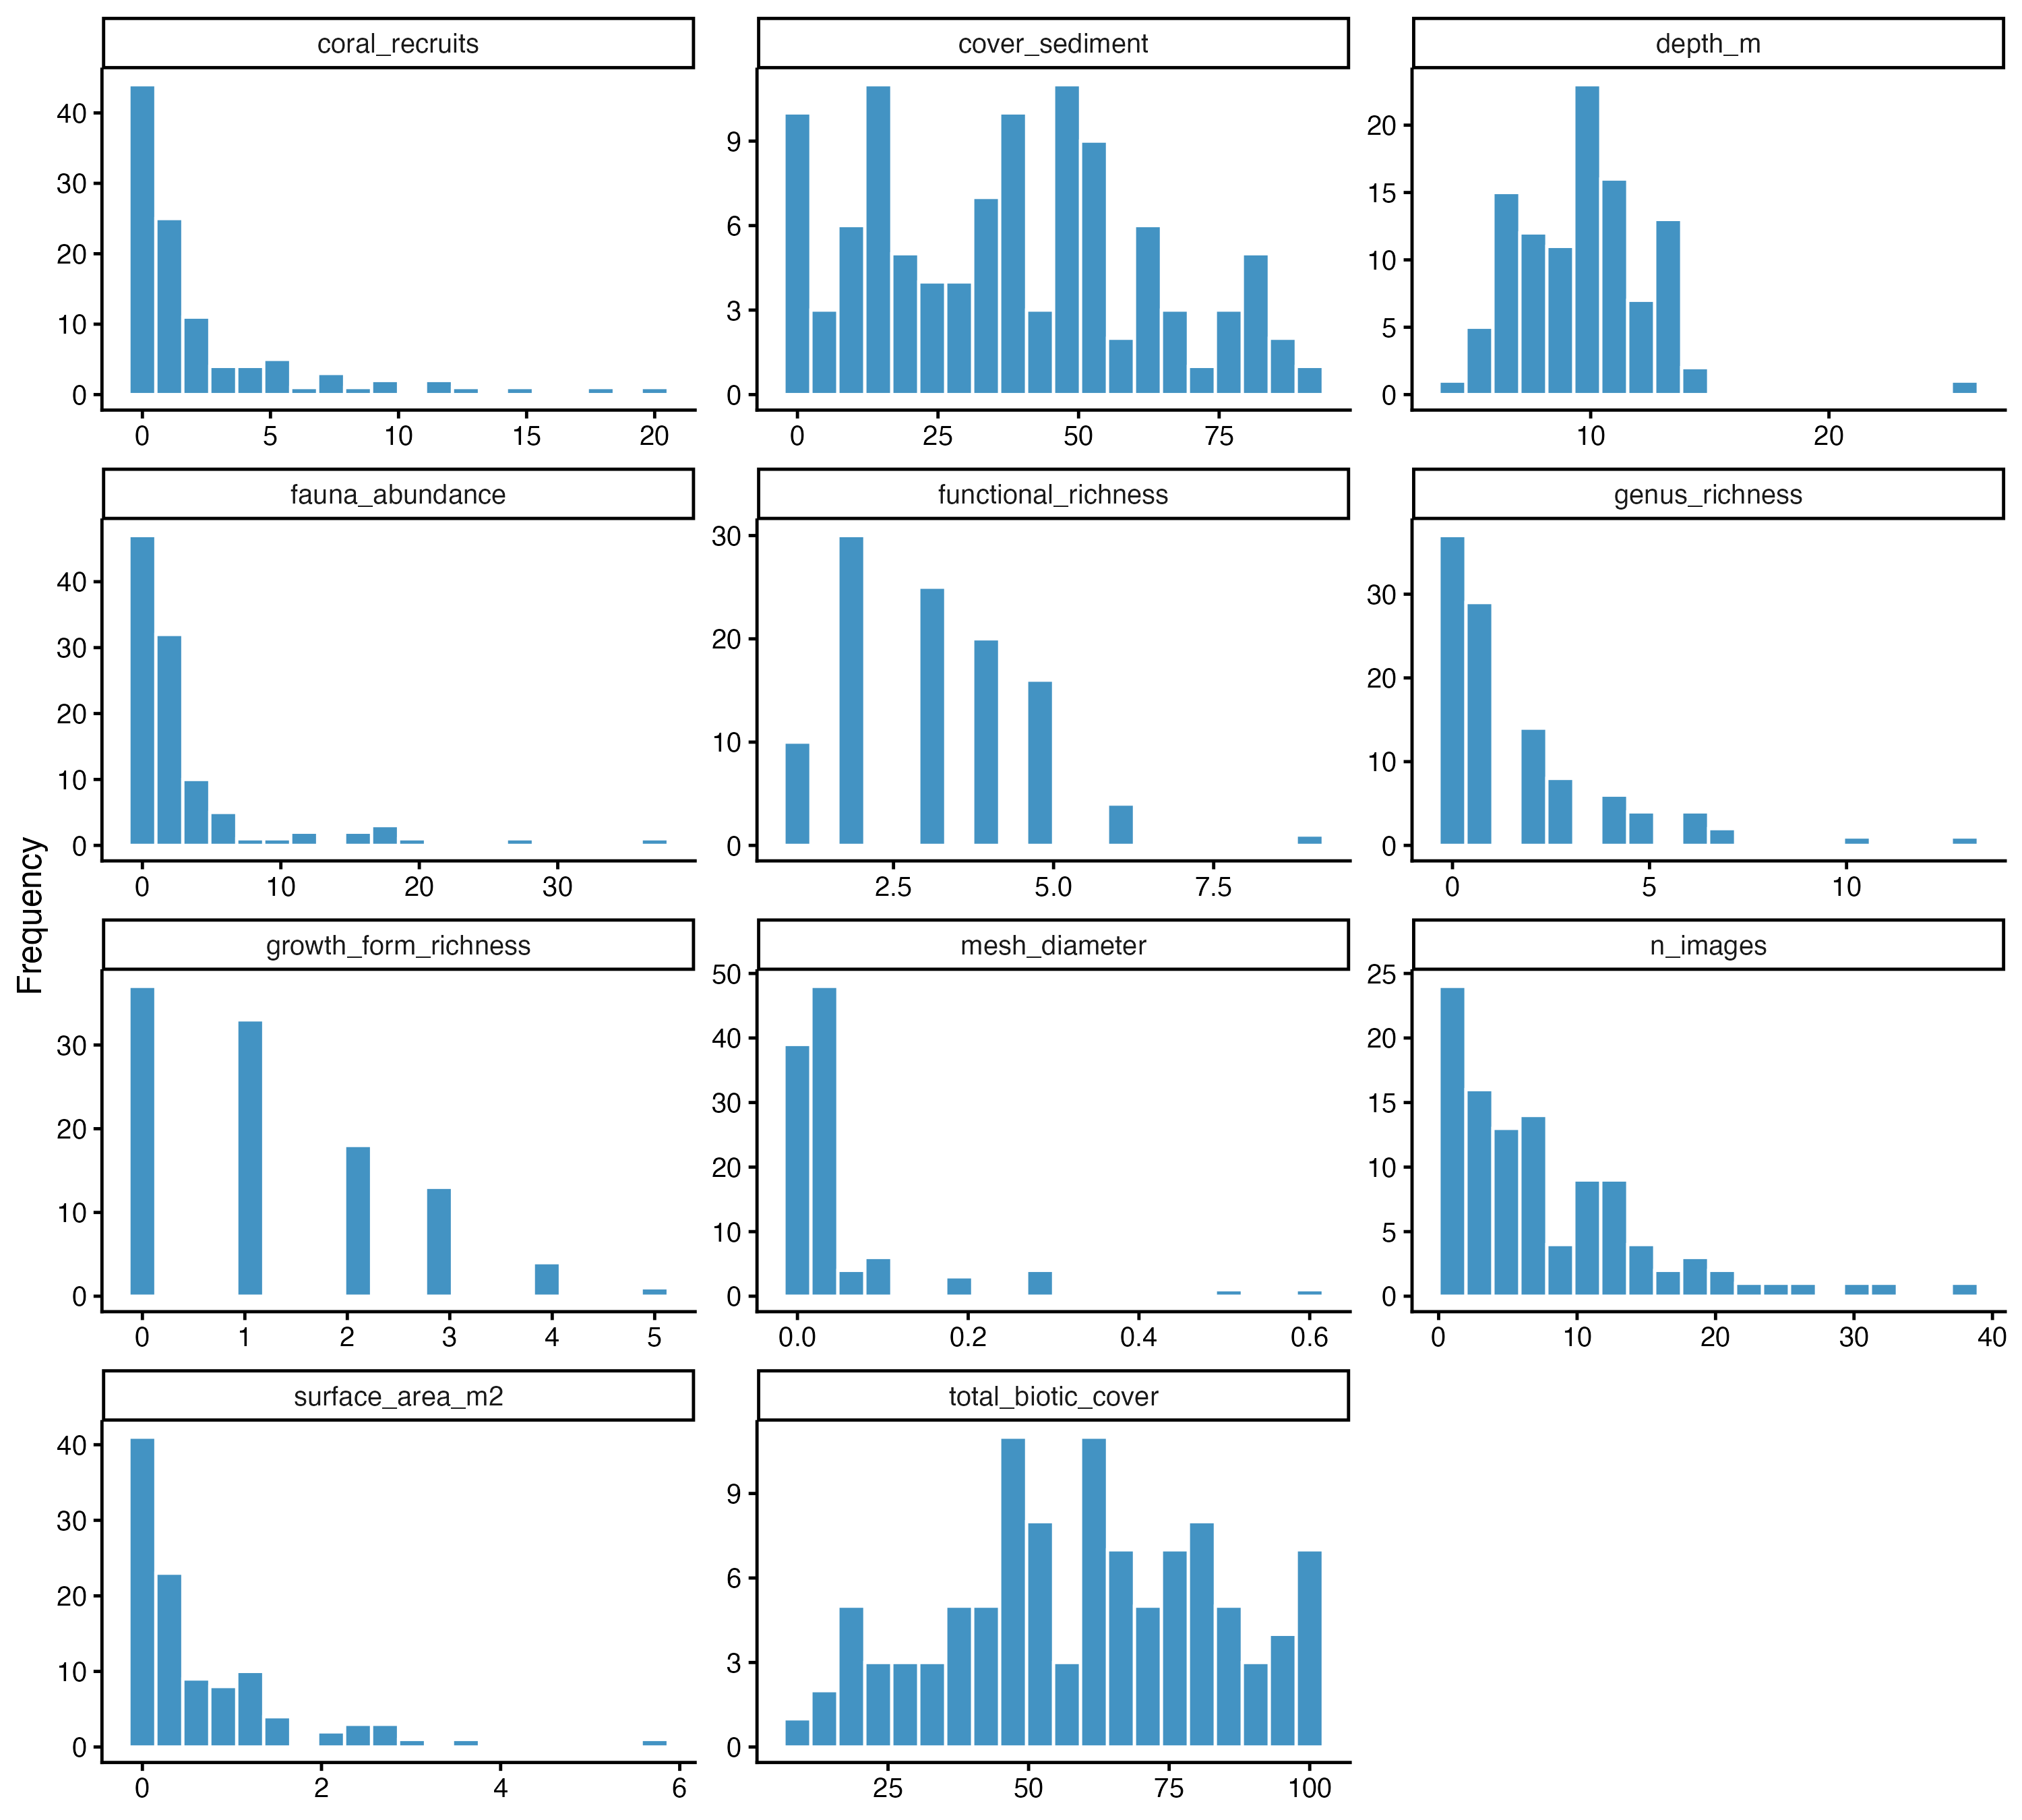 coral_recruits cover_sediment depth_m
40 30 20 10 0
9 6 3 0
20 15 10 5 0
0 5 10 15 20
0 25 50 75
10 20
fauna_abundance functional_richness genus_richness
40 30 20 10 0
30 20 10 0
30 20 10 0
0 10 20 30
2.5 5.0 7.5
0 5 10
Frequency
growth_form_richness mesh_diameter n_images
30 20 10 0
50 40 30 20 10 0
25 20 15 10 5 0
0 1 2 3 4 5
0.0 0.2 0.4 0.6
0 10 20 30 40
surface_area_m2 total_biotic_cover
40 30 20 10 0
9 6 3 0
0 2 4 6
25 50 75 100